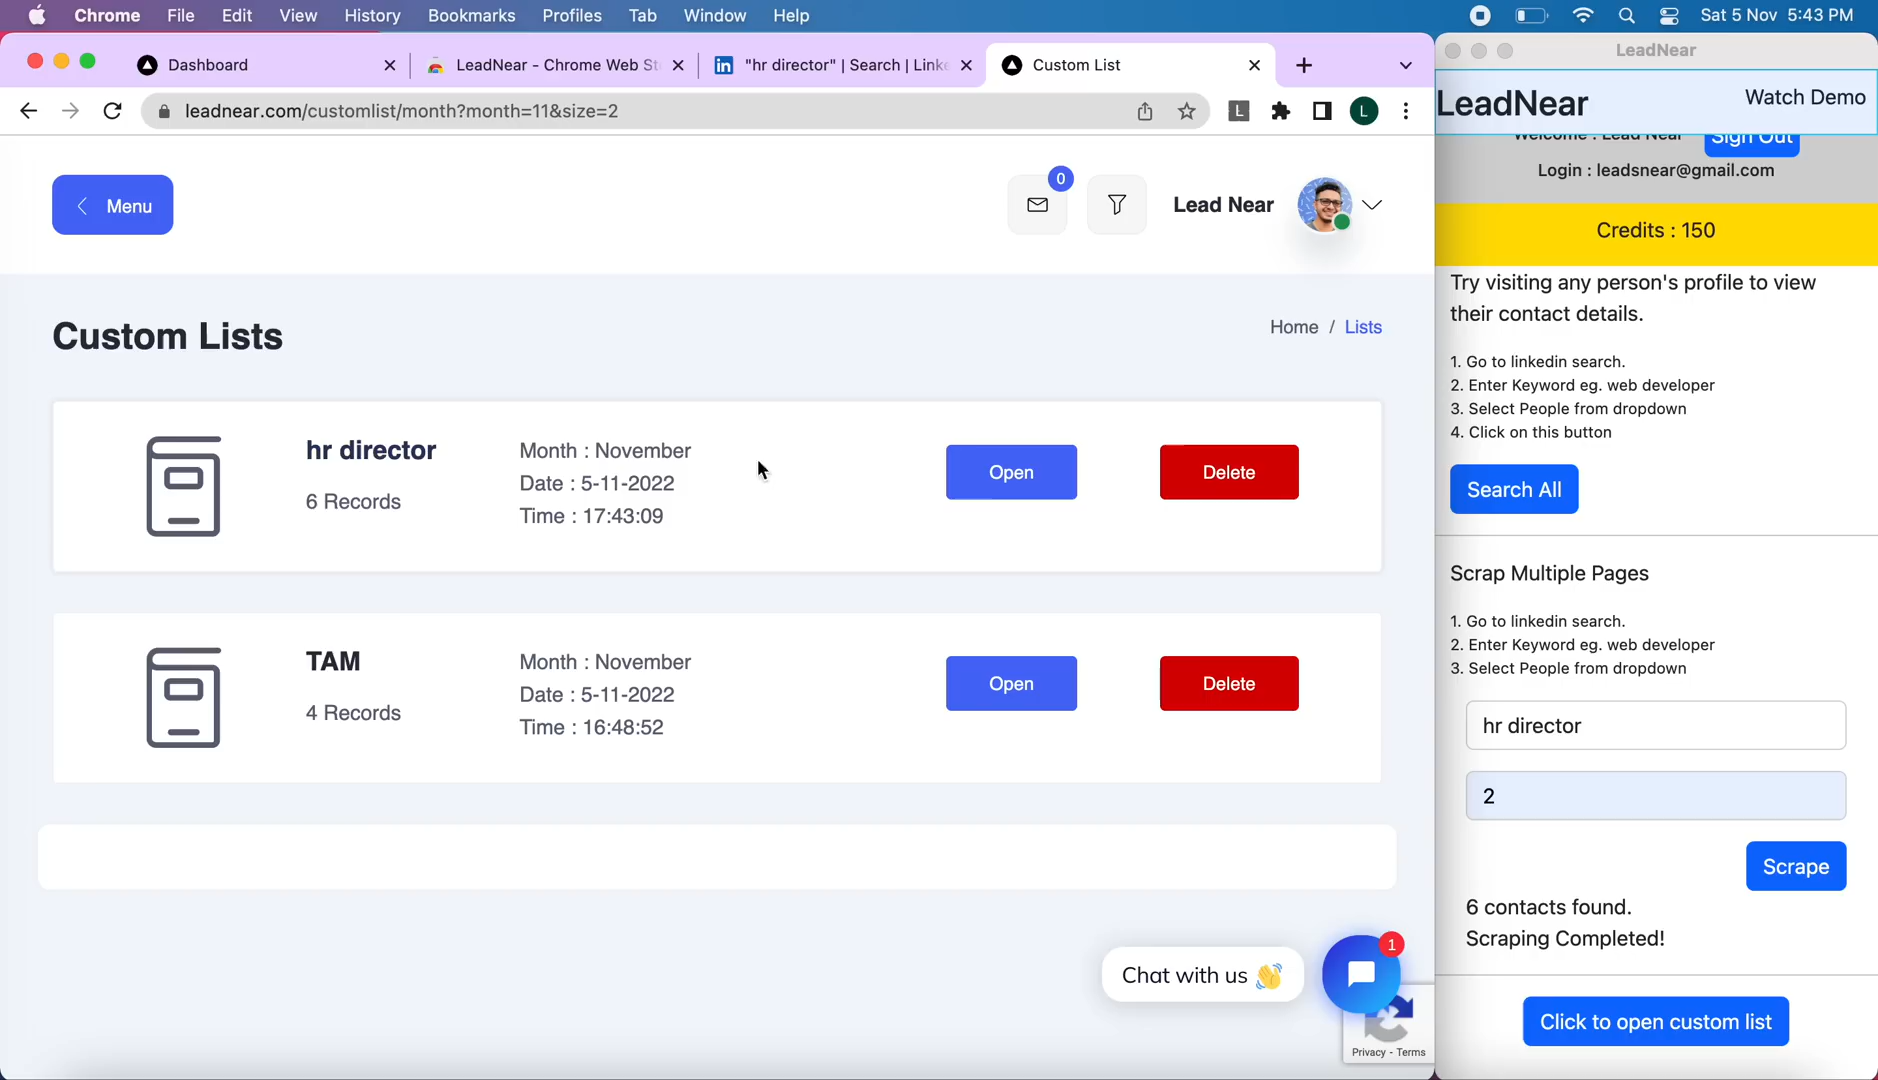 Chrome File Edit View History Bookmarks Profiles Tab Window Help
Sat 5 Nov 5:43 PM
Dashboard
LeadNear - Chrome Web St
"hr director" | Search | Linke
Custom List
leadnear.com/customlist/month?month=11&size=2
L
L
Menu
0
Lead Near
Custom Lists
Home / Lists
hr director
6 Records
Month : November
Date : 5-11-2022
Time : 17:43:09
Open
Delete
TAM
4 Records
Month : November
Date : 5-11-2022
Time : 16:48:52
Open
Delete
Chat with us 👋
1
Privacy - Terms
LeadNear
LeadNear
Watch Demo
Welcome : Lead Near
Sign Out
Login : leadsnear@gmail.com
Credits : 150
Try visiting any person's profile to view
their contact details.
1. Go to linkedin search.
2. Enter Keyword eg. web developer
3. Select People from dropdown
4. Click on this button
Search All
Scrap Multiple Pages
1. Go to linkedin search.
2. Enter Keyword eg. web developer
3. Select People from dropdown
hr director
2
Scrape
6 contacts found.
Scraping Completed!
Click to open custom list